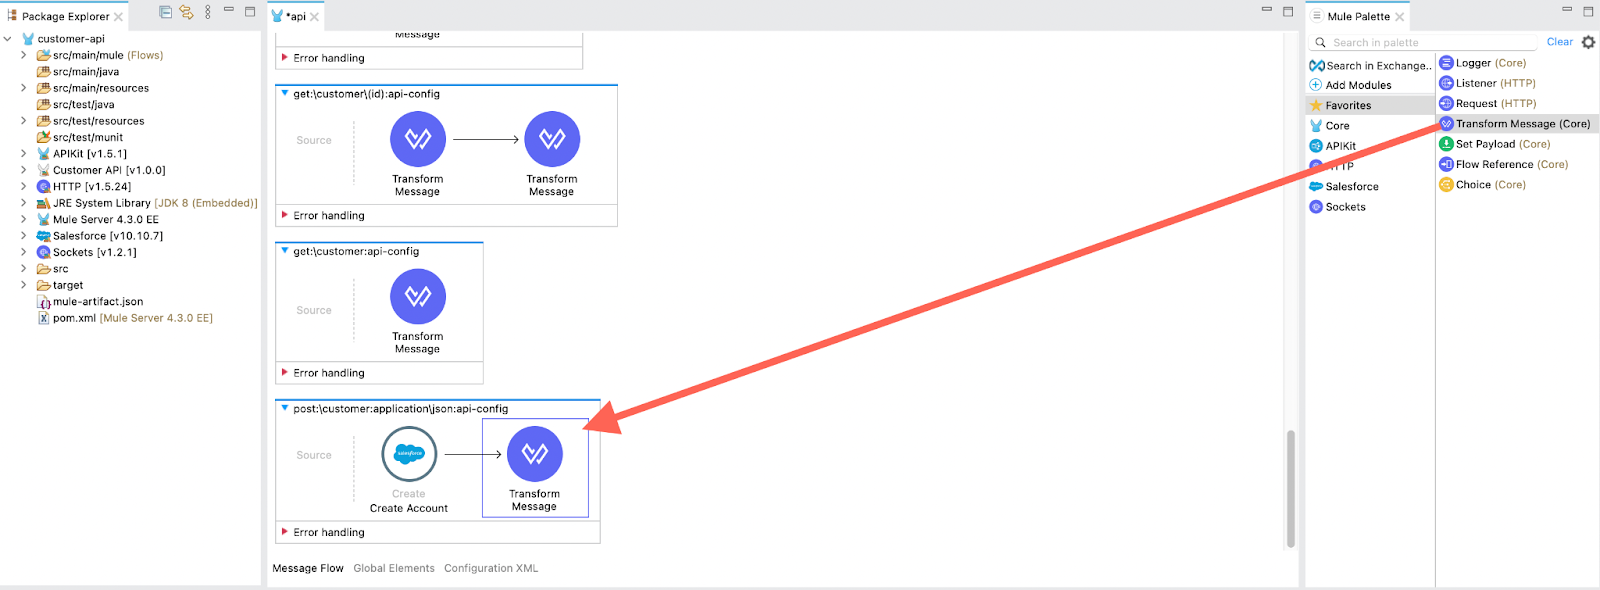 Package Explorer
customer-api
src/main/mule (Flows)
src/main/java
src/main/resources
src/test/java
src/test/resources
src/test/munit
APIKit [v1.5.1]
Customer API [v1.0.0]
HTTP [v1.5.24]
JRE System Library [JDK 8 (Embedded)]
Mule Server 4.3.0 EE
Salesforce [v10.10.7]
Sockets [v1.2.1]
src
target
mule-artifact.json
pom.xml [Mule Server 4.3.0 EE]
*api
Message
Error handling
get:\customer\(id):api-config
Source
Transform
Message
Transform
Message
Error handling
get:\customer:api-config
Source
Transform
Message
Error handling
post:\customer:application\json:api-config
Source
salesforce
Create
Create Account
Transform
Message
Error handling
Message Flow
Global Elements
Configuration XML
Mule Palette
Search in palette
Clear
Search in Exchange..
Add Modules
Favorites
Core
APIKit
HTTP
Salesforce
Sockets
Logger (Core)
Listener (HTTP)
Request (HTTP)
Transform Message (Core)
Set Payload (Core)
Flow Reference (Core)
Choice (Core)